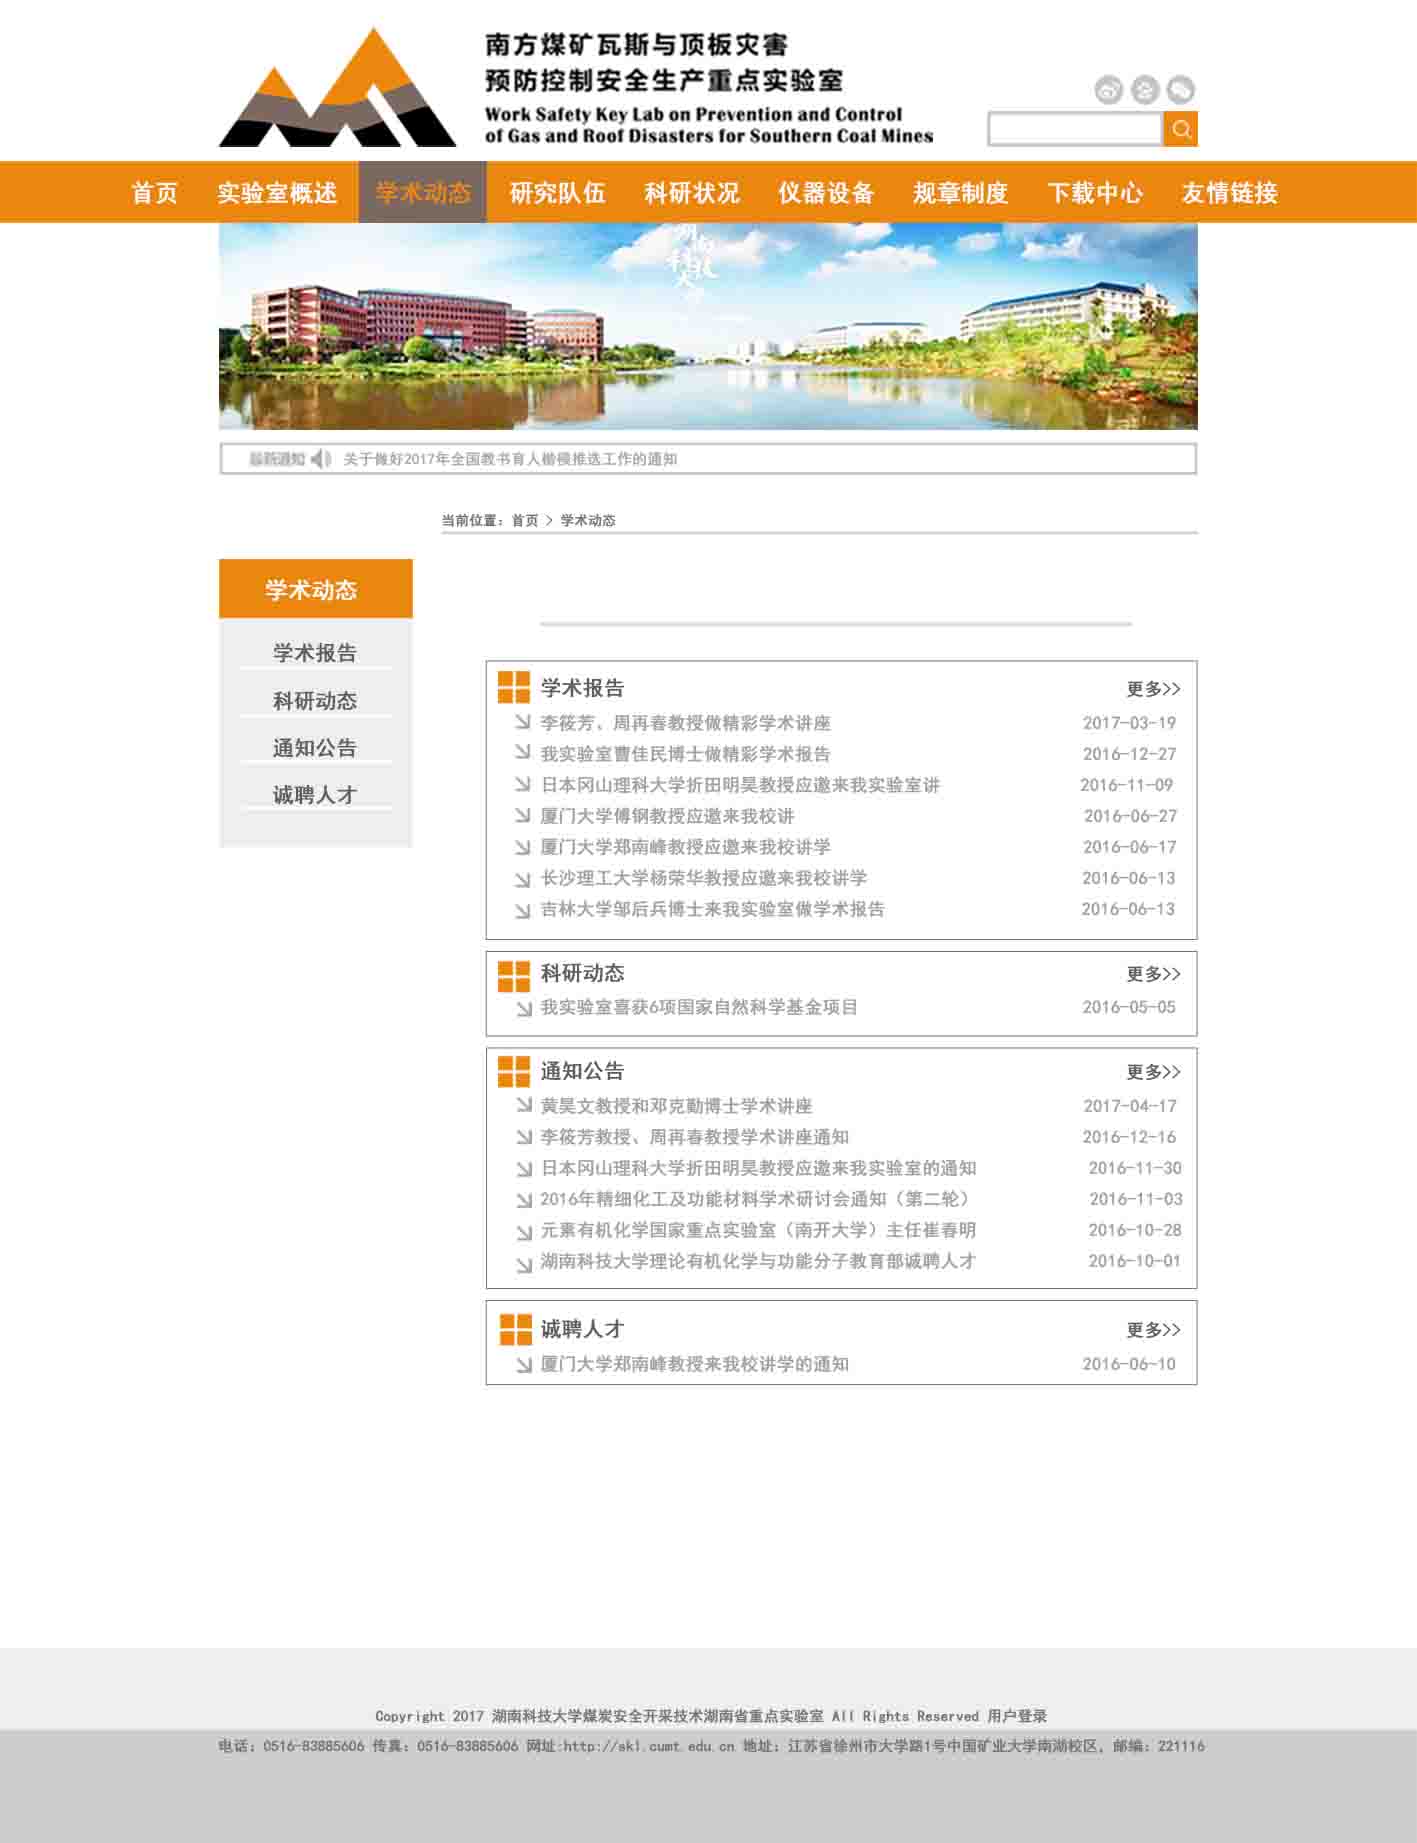 南方煤矿瓦斯与顶板灾害
预防控制安全生产重点实验室
Work Safety Key Lab on Prevention and Control
of Gas and Roof Disasters for Southern Coal Mines
首页 实验室概述 学术动态 研究队伍 科研状况 仪器设备 规章制度 下载中心 友情链接
湖南科技大学
最新通知 关于做好2017年全国教书育人楷模推选工作的通知
当前位置：首页 > 学术动态
学术动态
学术报告
科研动态
通知公告
诚聘人才
学术报告 更多>>
李筱芳、周再春教授做精彩学术讲座 2017-03-19
我实验室曹佳民博士做精彩学术报告 2016-12-27
日本冈山理科大学折田明昊教授应邀来我实验室讲 2016-11-09
厦门大学傅钢教授应邀来我校讲 2016-06-27
厦门大学郑南峰教授应邀来我校讲学 2016-06-17
长沙理工大学杨荣华教授应邀来我校讲学 2016-06-13
吉林大学邹后兵博士来我实验室做学术报告 2016-06-13
科研动态 更多>>
我实验室喜获6项国家自然科学基金项目 2016-05-05
通知公告 更多>>
黄昊文教授和邓克勤博士学术讲座 2017-04-17
李筱芳教授、周再春教授学术讲座通知 2016-12-16
日本冈山理科大学折田明昊教授应邀来我实验室的通知 2016-11-30
2016年精细化工及功能材料学术研讨会通知（第二轮） 2016-11-03
元素有机化学国家重点实验室（南开大学）主任崔春明 2016-10-28
湖南科技大学理论有机化学与功能分子教育部诚聘人才 2016-10-01
诚聘人才 更多>>
厦门大学郑南峰教授来我校讲学的通知 2016-06-10
Copyright 2017 湖南科技大学煤炭安全开采技术湖南省重点实验室 All Rights Reserved 用户登录
电话：0516-83885606 传真：0516-83885606 网址:http://skl.cumt.edu.cn 地址：江苏省徐州市大学路1号中国矿业大学南湖校区，邮编：221116